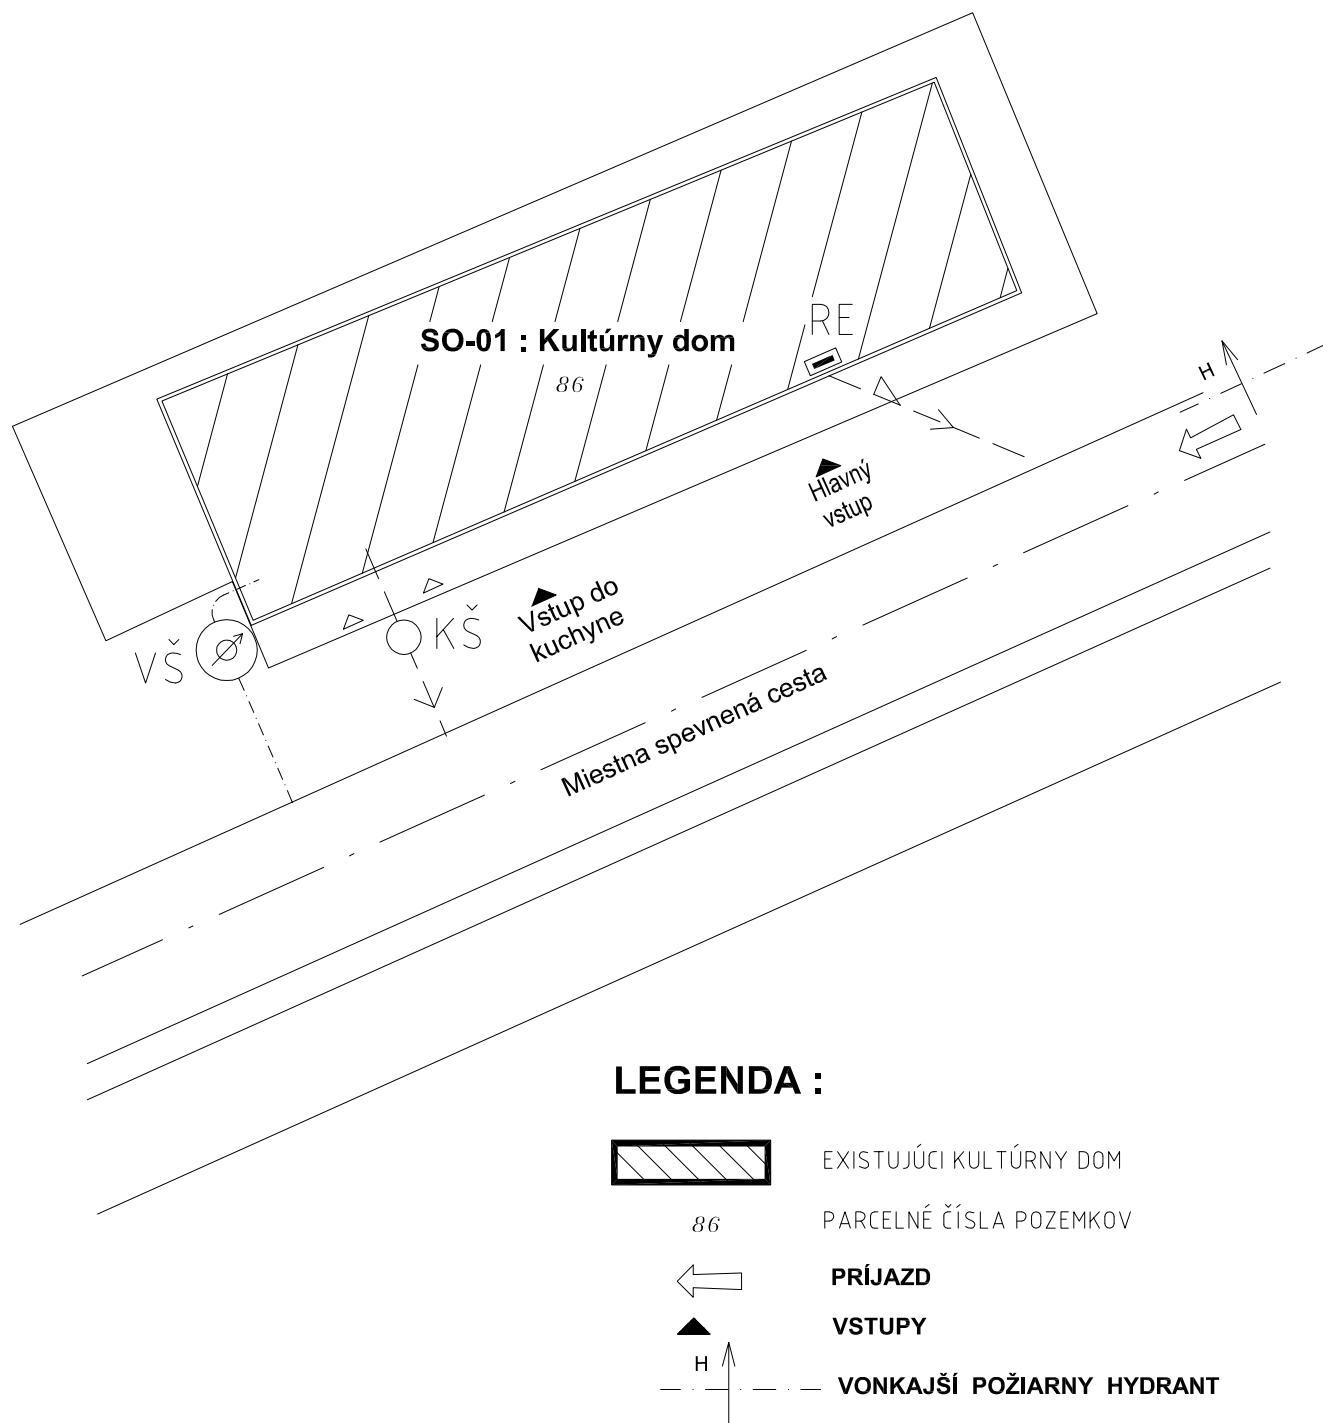 RE
SO-01 : Kultúrny dom
86
H
Hlavný
vstup
Vstup do
kuchyne
KŠ
VŠ
Miestna spevnená cesta
LEGENDA :
EXISTUJÚCI KULTÚRNY DOM
86 PARCELNÉ ČÍSLA POZEMKOV
PRÍJAZD
VSTUPY
H
VONKAJŠÍ POŽIARNY HYDRANT